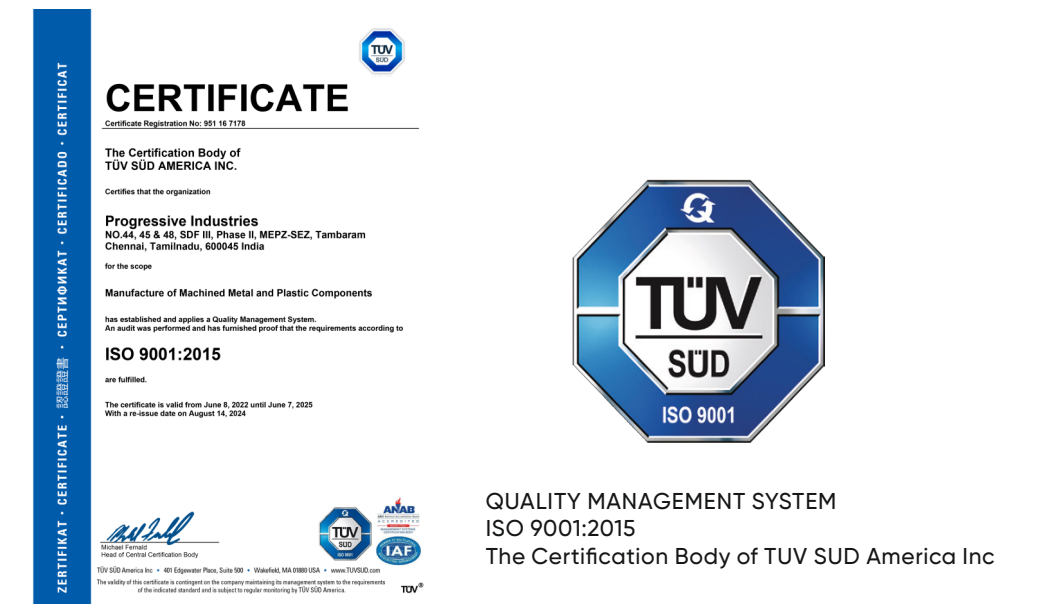 ZERTIFIKAT • CERTIFICATE • 認證證書 • СЕРТИФИКАТ • CERTIFICADO • CERTIFICAT
TÜV
SÜD
CERTIFICATE
Certificate Registration No: 951 16 7178
The Certification Body of
TÜV SÜD AMERICA INC.
Certifies that the organization
Progressive Industries
NO.44, 45 & 48, SDF III, Phase II, MEPZ-SEZ, Tambaram
Chennai, Tamilnadu, 600045 India
for the scope
Manufacture of Machined Metal and Plastic Components
has established and applies a Quality Management System.
An audit was performed and has furnished proof that the requirements according to
ISO 9001:2015
are fulfilled.
The certificate is valid from June 8, 2022 until June 7, 2025
With a re-issue date on August 14, 2024
Michael Fernald
Head of Central Certification Body
TÜV
SÜD
ISO 9001
ANAB
ACCREDITED
IAF
TÜV SÜD America Inc • 401 Edgewater Place, Suite 500 • Wakefield, MA 01880 USA • www.TUVSUD.com
The validity of this certificate is contingent on the company maintaining its management system to the requirements
of the indicated standard and is subject to regular monitoring by TÜV SÜD America.
TÜV®
TÜV
SÜD
ISO 9001
QUALITY MANAGEMENT SYSTEM
ISO 9001:2015
The Certification Body of TUV SUD America Inc